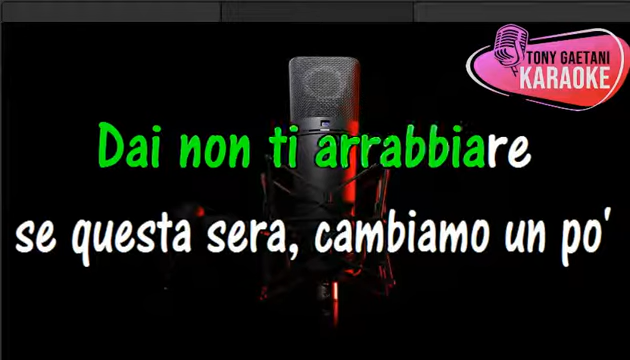 TONY GAETANI
KARAOKE
Dai non ti arrabbiare
se questa sera, cambiamo un po'